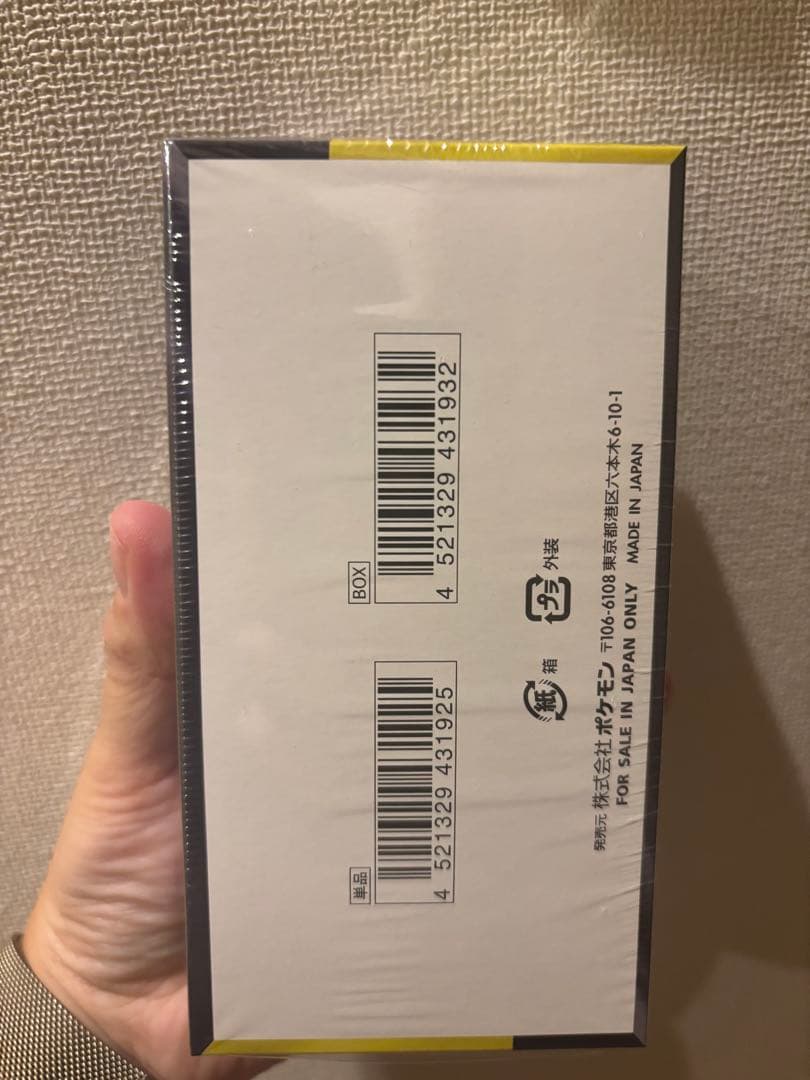 単品
4 521329 431925
BOX
4 521329 431932
紙 箱
プラ 外装
発売元 株式会社ポケモン 〒106-6108 東京都港区六本木6-10-1
FOR SALE IN JAPAN ONLY MADE IN JAPAN